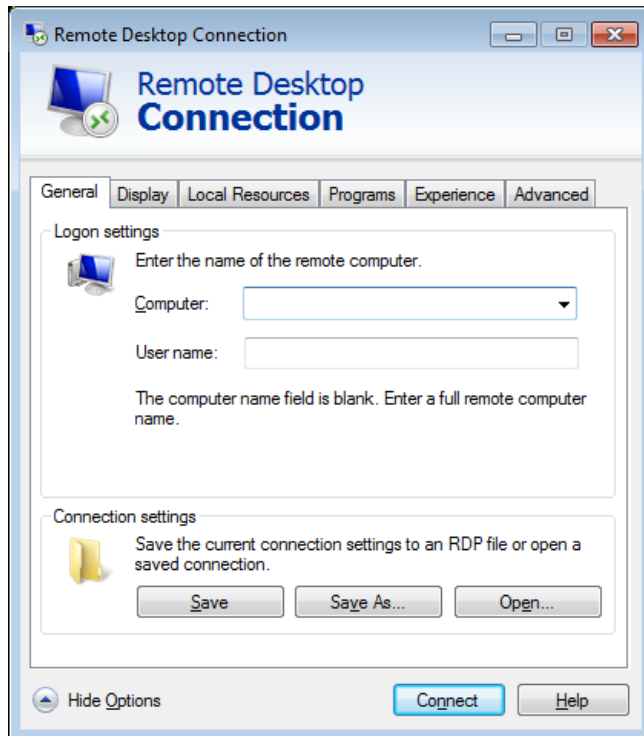 Remote Desktop Connection
Remote Desktop
Connection
General Display Local Resources Programs Experience Advanced
Logon settings
Enter the name of the remote computer.
Computer:
User name:
The computer name field is blank. Enter a full remote computer
name.
Connection settings
Save the current connection settings to an RDP file or open a
saved connection.
Save Save As... Open...
Hide Options Connect Help